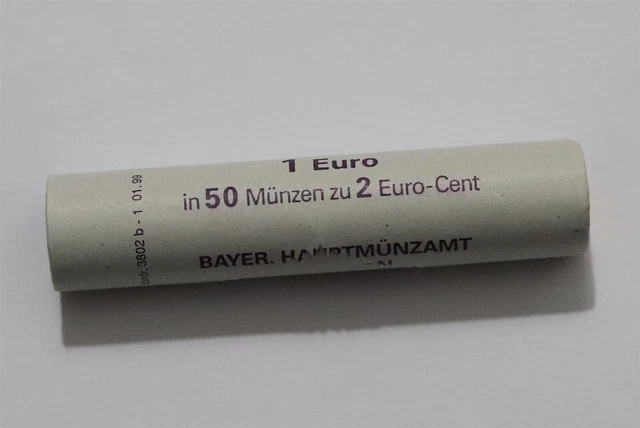 1 Euro
in 50 Münzen zu 2 Euro-Cent
BAYER. HAUPTMÜNZAMT
3802 b - 1 01.99